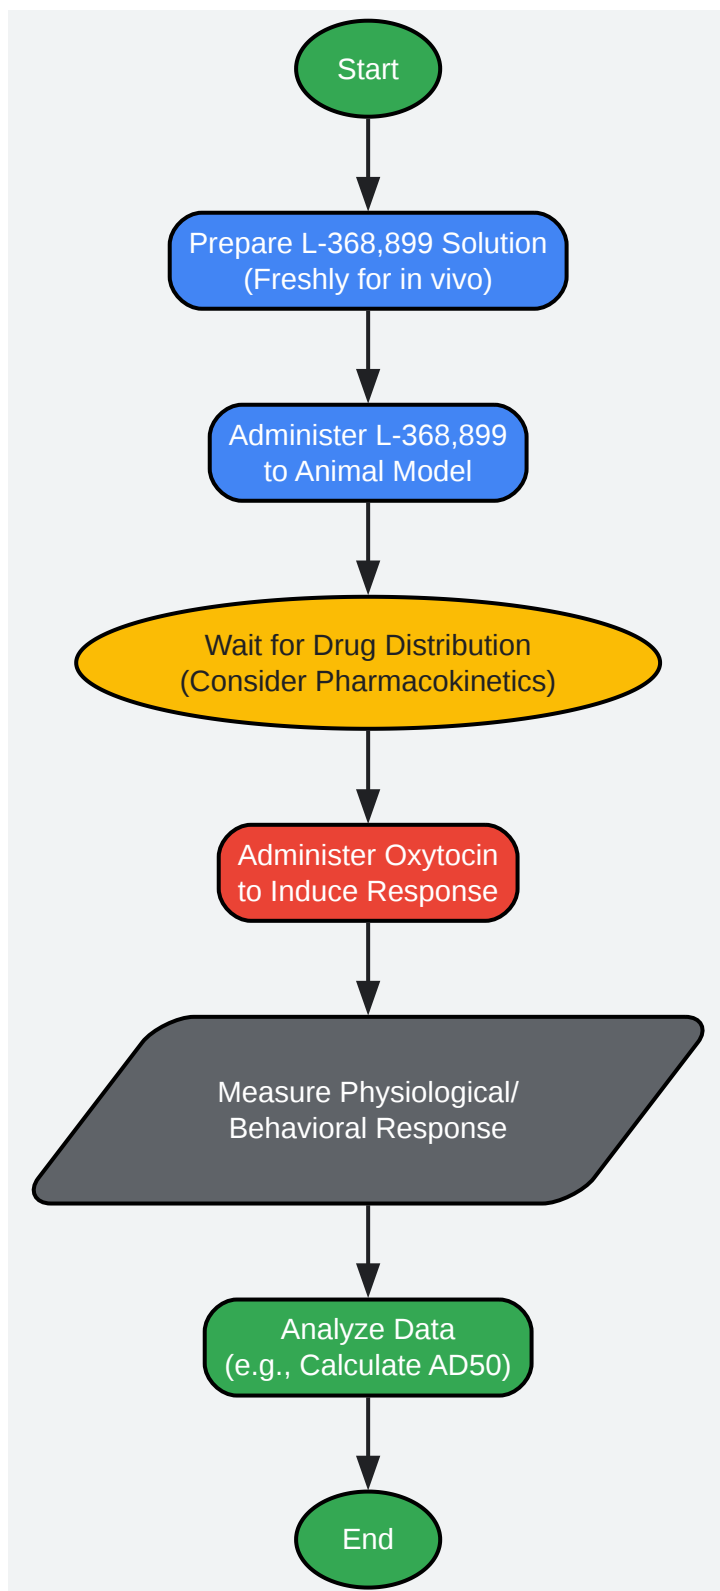 Start
Prepare L-368,899 Solution
(Freshly for in vivo)
Administer L-368,899
to Animal Model
Wait for Drug Distribution
(Consider Pharmacokinetics)
Administer Oxytocin
to Induce Response
Measure Physiological/
Behavioral Response
Analyze Data
(e.g., Calculate AD50)
End